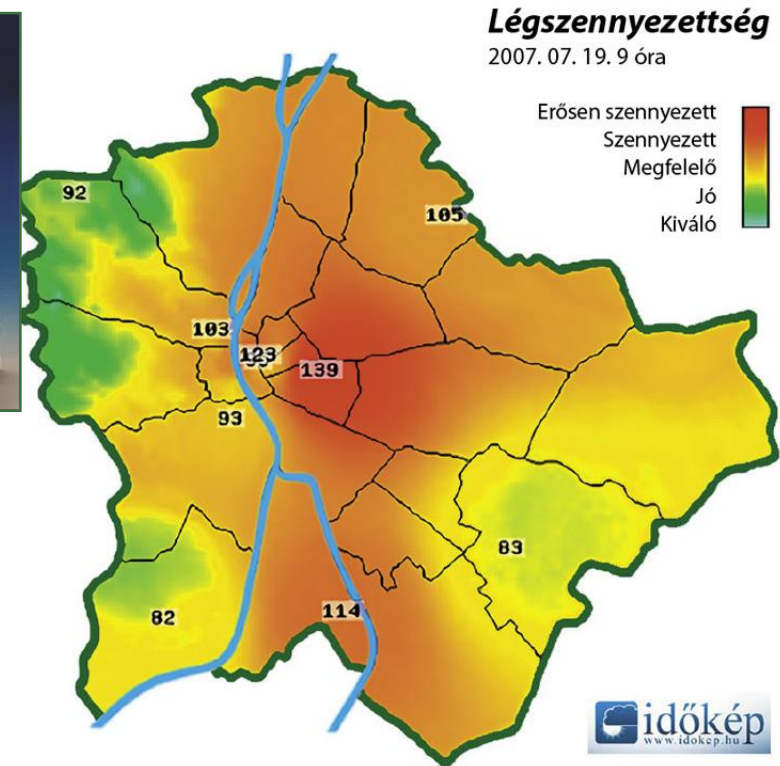 Légszennyezettség
2007. 07. 19. 9 óra
Erősen szennyezett
Szennyezett
Megfelelő
Jó
Kiváló
92
105
103
123
139
93
83
82
114
időkép
www.idokep.hu